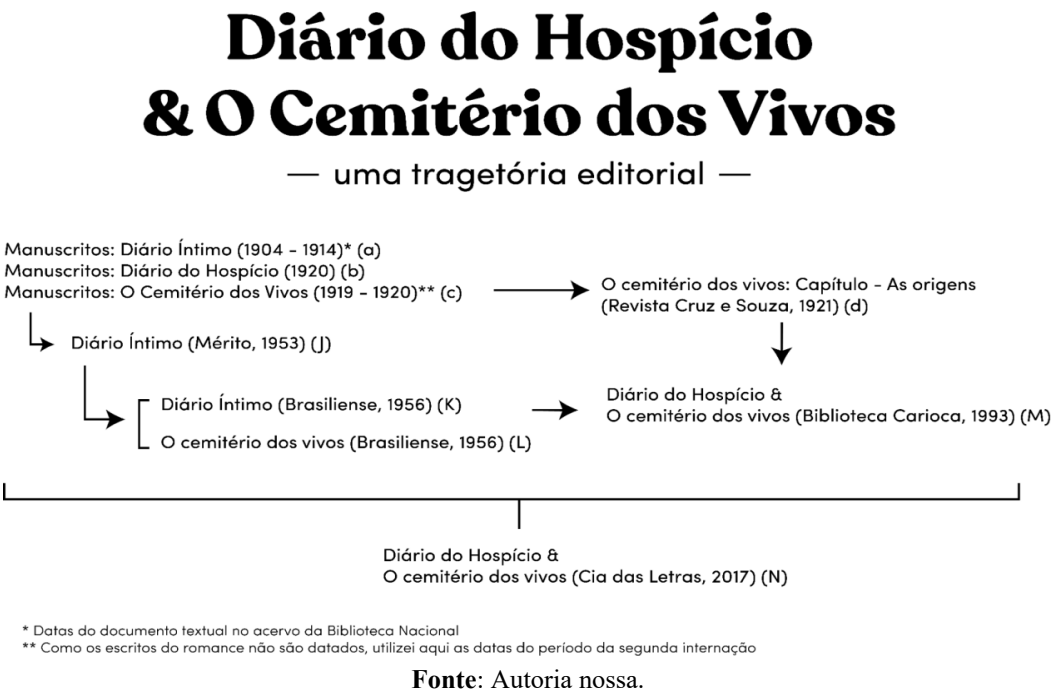 Diário do Hospício
& O Cemitério dos Vivos
— uma tragetória editorial —
Manuscritos: Diário Íntimo (1904 - 1914)* (a)
Manuscritos: Diário do Hospício (1920) (b)
Manuscritos: O Cemitério dos Vivos (1919 - 1920)** (c)
O cemitério dos vivos: Capítulo - As origens
(Revista Cruz e Souza, 1921) (d)
Diário Íntimo (Mérito, 1953) (J)
Diário Íntimo (Brasiliense, 1956) (K)
O cemitério dos vivos (Brasiliense, 1956) (L)
Diário do Hospício &
O cemitério dos vivos (Biblioteca Carioca, 1993) (M)
Diário do Hospício &
O cemitério dos vivos (Cia das Letras, 2017) (N)
* Datas do documento textual no acervo da Biblioteca Nacional
** Como os escritos do romance não são datados, utilizei aqui as datas do período da segunda internação
Fonte: Autoria nossa.